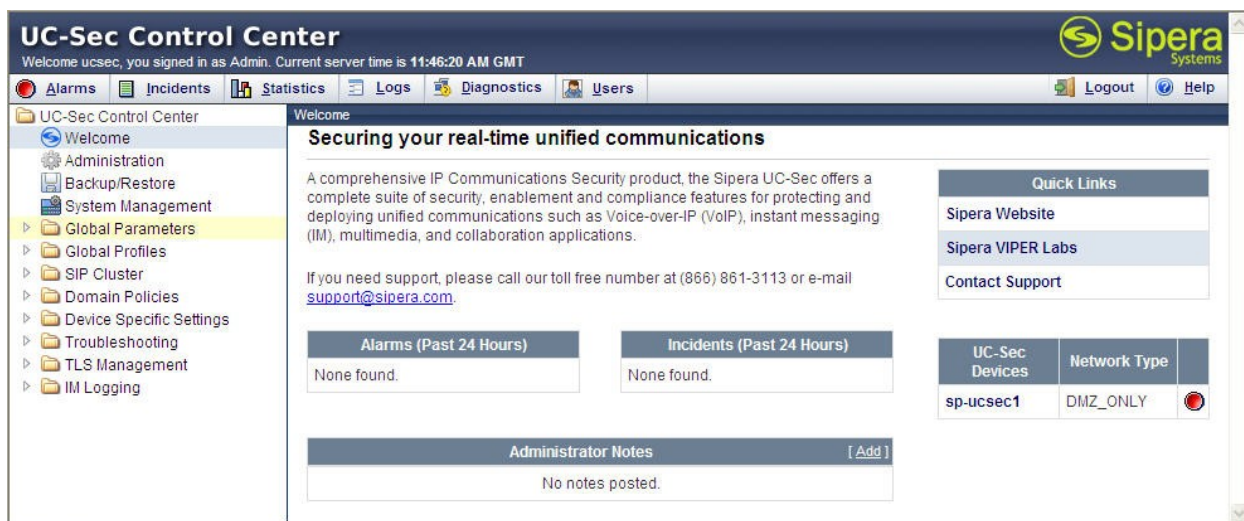 UC-Sec Control Center
Welcome ucsec, you signed in as Admin. Current server time is 11:46:20 AM GMT
Sipera
Systems
Alarms Incidents Statistics Logs Diagnostics Users Logout Help
UC-Sec Control Center
Welcome
Administration
Backup/Restore
System Management
Global Parameters
Global Profiles
SIP Cluster
Domain Policies
Device Specific Settings
Troubleshooting
TLS Management
IM Logging
Welcome
Securing your real-time unified communications
A comprehensive IP Communications Security product, the Sipera UC-Sec offers a
complete suite of security, enablement and compliance features for protecting and
deploying unified communications such as Voice-over-IP (VoIP), instant messaging
(IM), multimedia, and collaboration applications.
If you need support, please call our toll free number at (866) 861-3113 or e-mail
support@sipera.com.
Alarms (Past 24 Hours)
None found.
Incidents (Past 24 Hours)
None found.
Administrator Notes [ Add ]
No notes posted.
Quick Links
Sipera Website
Sipera VIPER Labs
Contact Support
UC-Sec
Devices
Network Type
sp-ucsec1 DMZ_ONLY